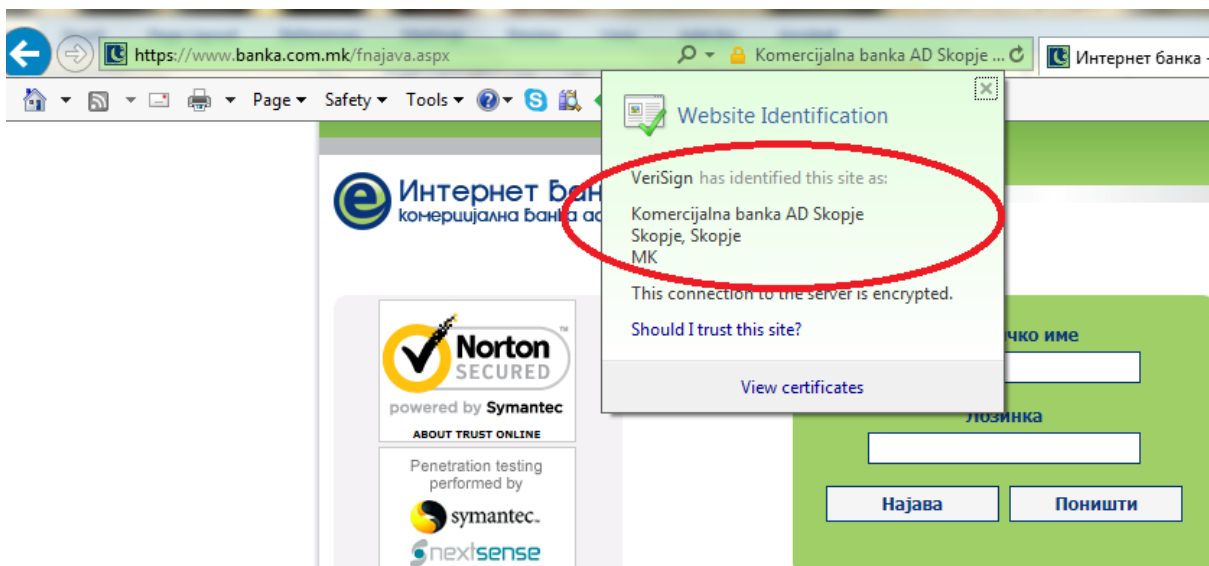 https://www.banka.com.mk/fnajava.aspx
Komercijalna banka AD Skopje ...
Интернет банка -
Page
Safety
Tools
Website Identification
VeriSign has identified this site as:
Komercijalna banka AD Skopje
Skopje, Skopje
MK
This connection to the server is encrypted.
Should I trust this site?
View certificates
Интернет
комерцијална банка
Norton
SECURED
powered by Symantec
ABOUT TRUST ONLINE
Penetration testing
performed by
symantec.
nextsense
име
Лозинка
Најава
Поништи